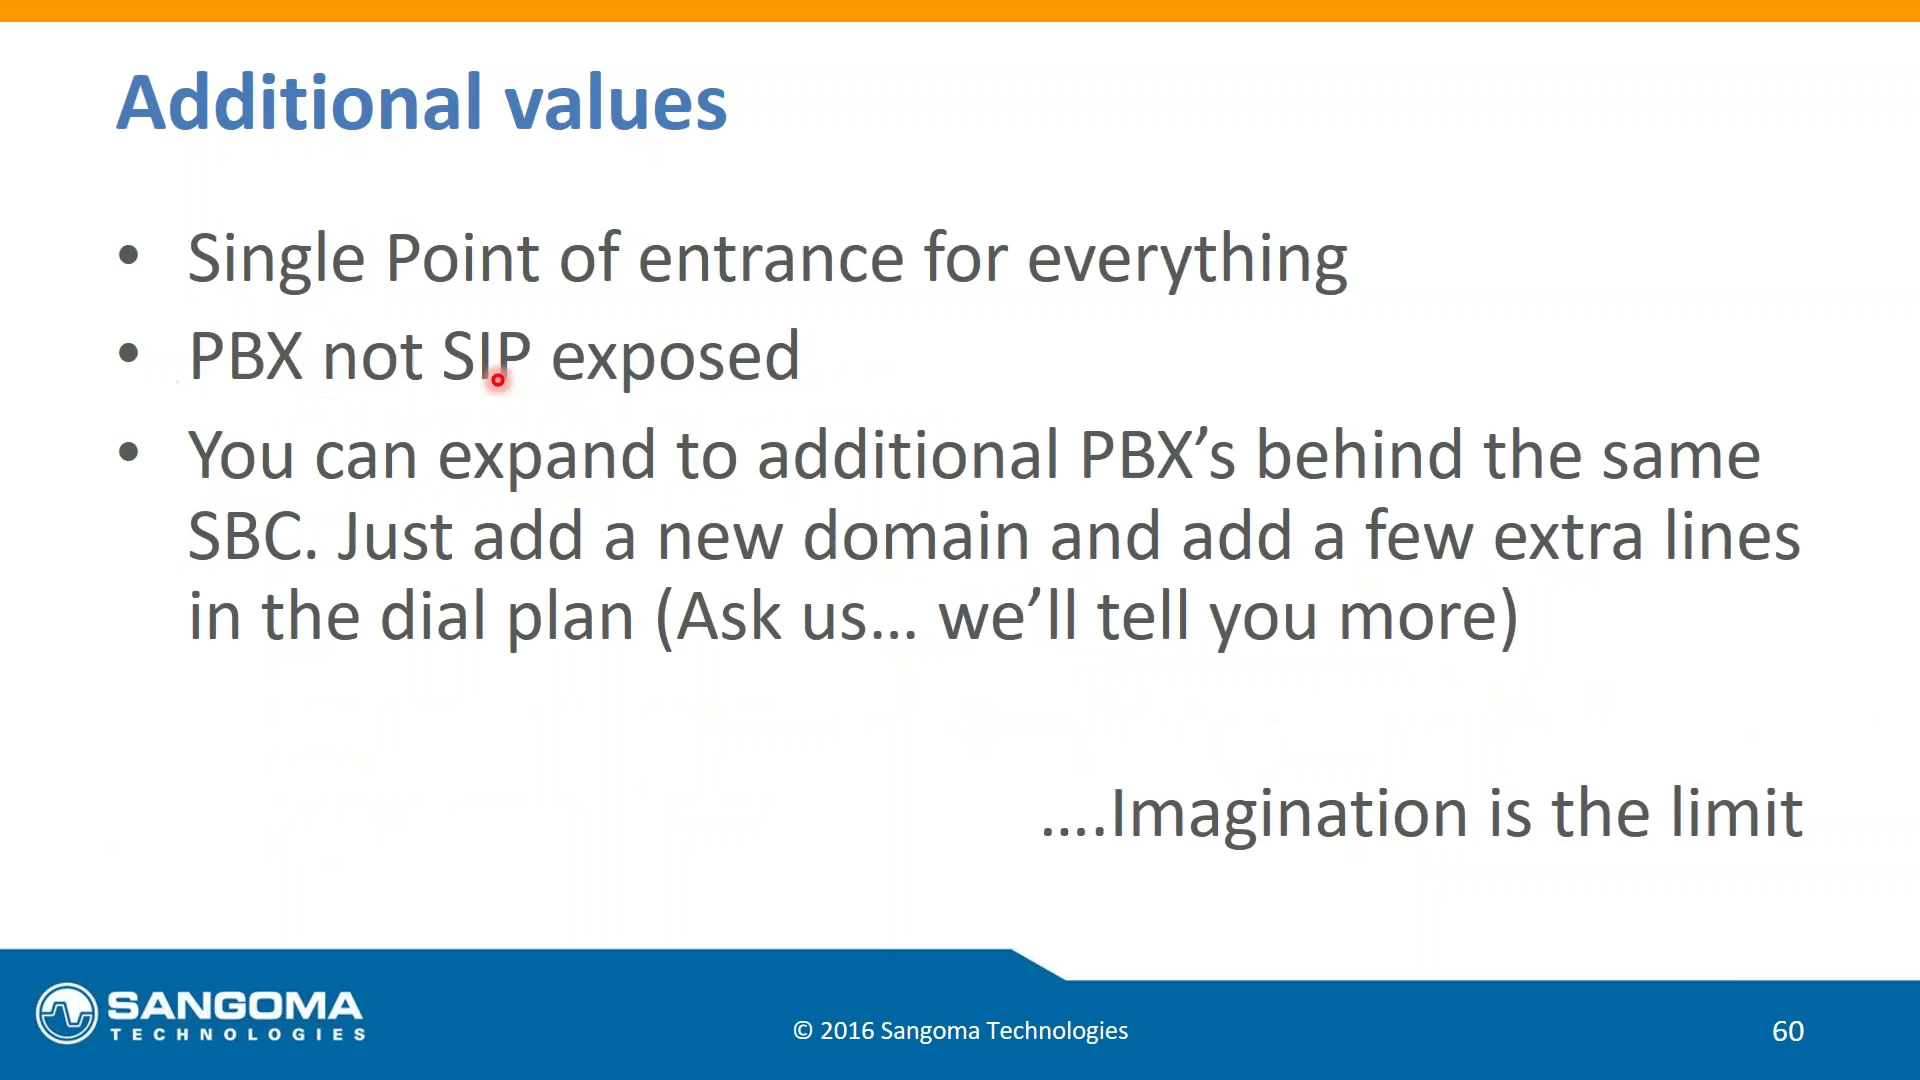 Additional values
• Single Point of entrance for everything
• PBX not SIP exposed
• You can expand to additional PBX’s behind the same
SBC. Just add a new domain and add a few extra lines
in the dial plan (Ask us... we’ll tell you more)
....Imagination is the limit
SANGOMA
TECHNOLOGIES
© 2016 Sangoma Technologies
60